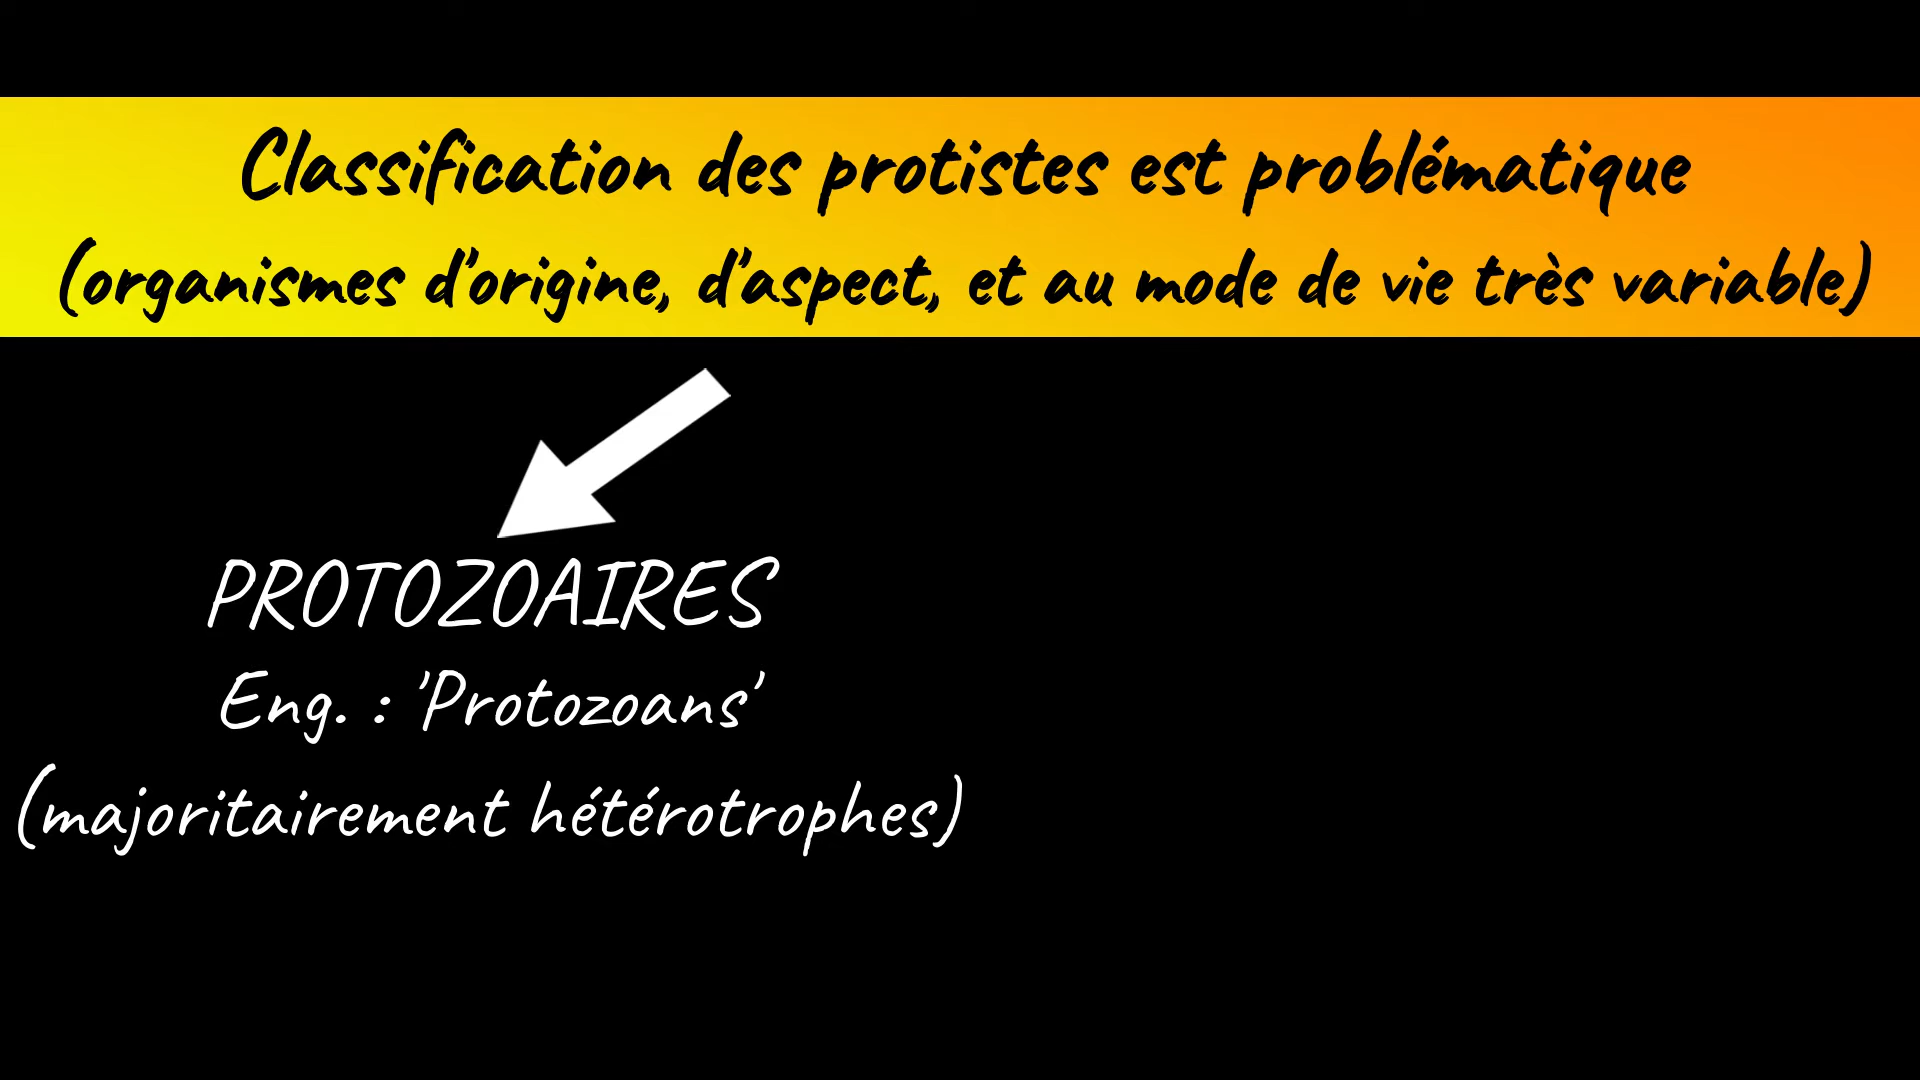 Classification des protistes est problématique
(organismes d'origine, d'aspect, et au mode de vie très variable)
PROTOZOAIRES
Eng. : 'Protozoans'
(majoritairement hétérotrophes)